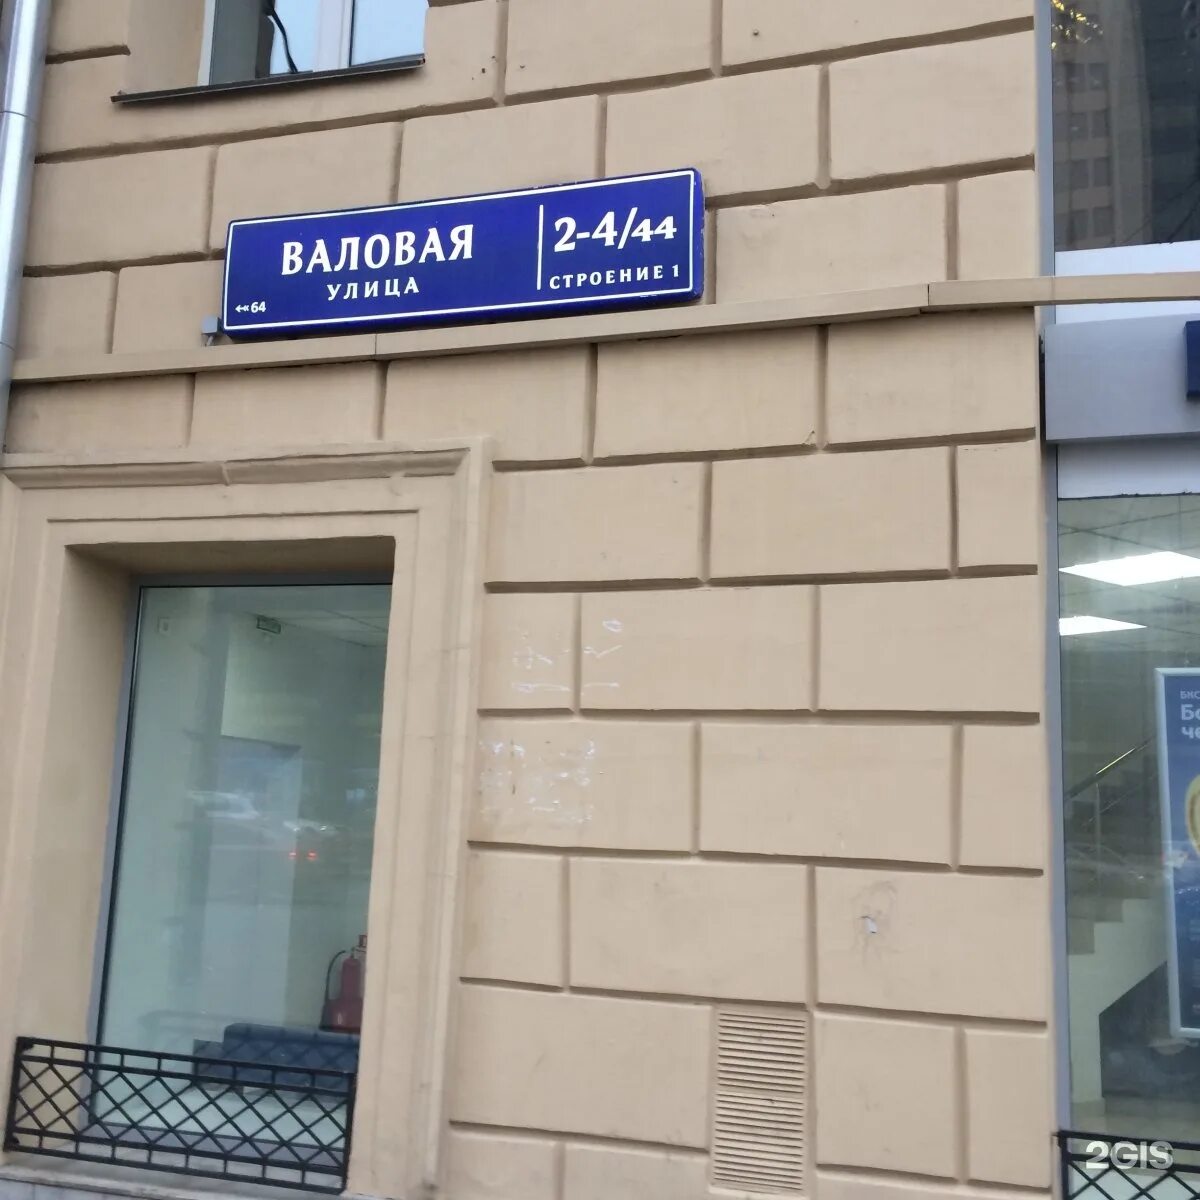 ВАЛОВАЯ
УЛИЦА
64
2-4/44
СТРОЕНИЕ 1
2GIS